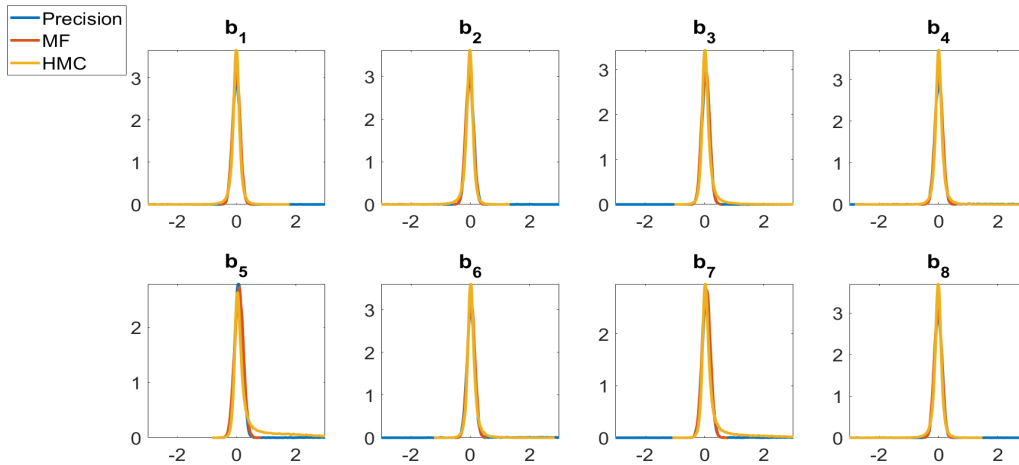 Precision
MF
HMC
b1 b2 b3 b4
3 3 3 3
2 2 2 2
1 1 1 1
0 0 0 0
-2 0 2 -2 0 2 -2 0 2 -2 0 2
b5 b6 b7 b8
2 3 2 3
1 2 1 2
0 1 0 1
0 0
-2 0 2 -2 0 2 -2 0 2 -2 0 2